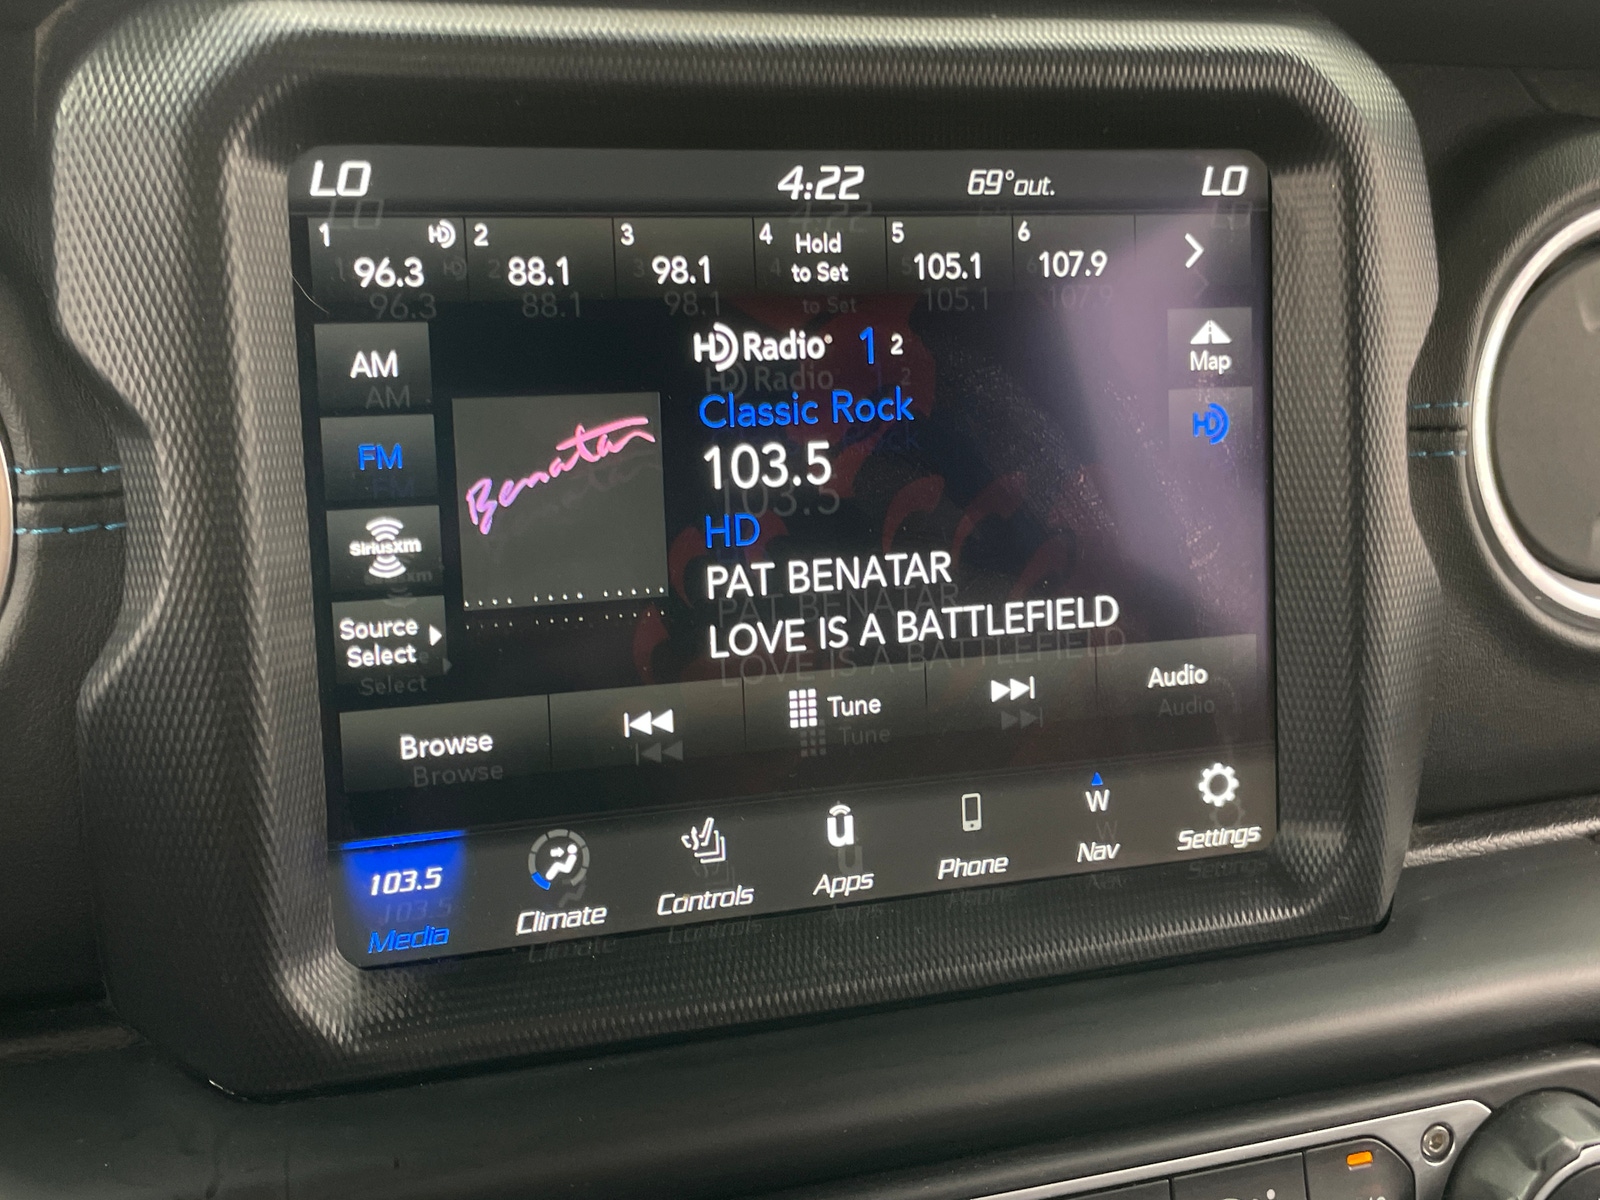 LO 4:22 69°out. LO
1 HD 2 3 4 Hold to Set 5 6
96.3 88.1 98.1 105.1 107.9
HD Radio 1 2
AM
Map
Classic Rock
FM
Benatar
103.5
HD
HD
SiriusXm
PAT BENATAR
Source
Select
LOVE IS A BATTLEFIELD
Browse
Tune
Audio
103.5
Media
Climate
Controls
u
Apps
Phone
W
Nav
Settings